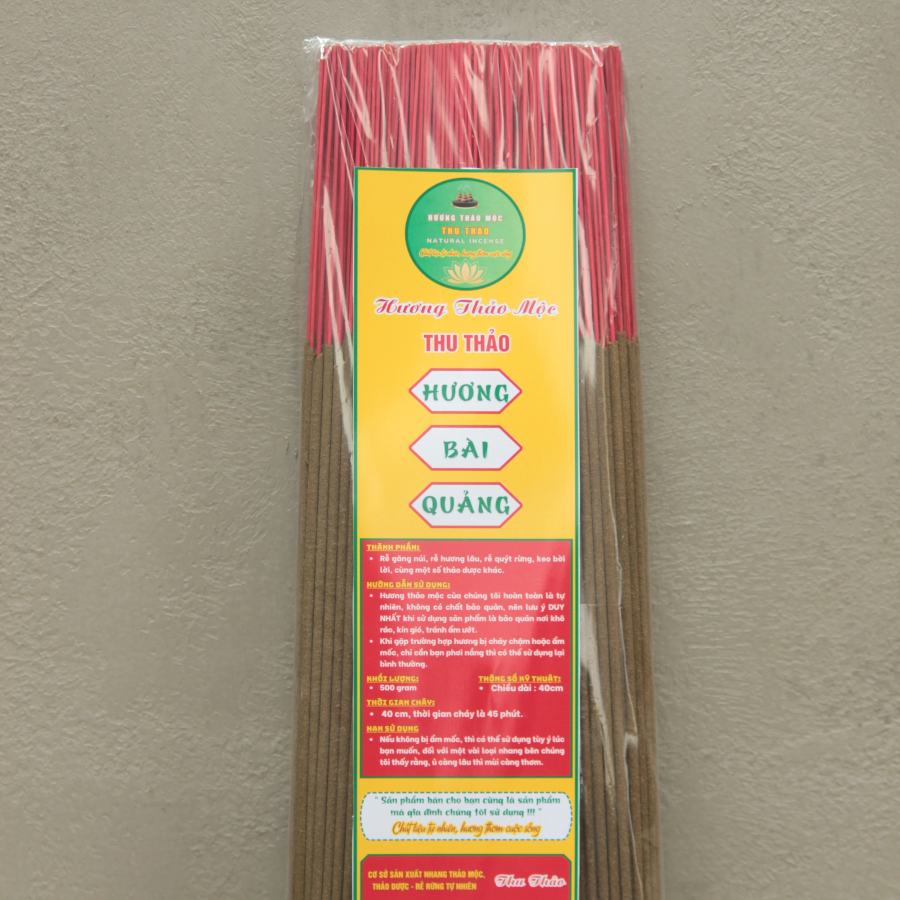 HƯƠNG THẢO MỘC
THU THẢO
NATURAL INCENSE
Chất liệu tự nhiên, hương thơm cuộc sống
Hương Thảo Mộc
THU THẢO
HƯƠNG
BÀI
QUẢNG
THÀNH PHẦN:
• Rễ găng núi, rễ hương lâu, rễ quýt rừng, keo bời
lời, cùng một số thảo dược khác.
HƯỚNG DẪN SỬ DỤNG:
• Hương thảo mộc của chúng tôi hoàn toàn là tự
nhiên, không có chất bảo quản, nên lưu ý DUY
NHẤT khi sử dụng sản phẩm là bảo quản nơi khô
ráo, kín gió, tránh ẩm ướt.
• Khi gặp trường hợp hương bị cháy chậm hoặc ẩm
mốc, chỉ cần bạn phơi nắng thì có thể sử dụng lại
bình thường.
KHỐI LƯỢNG: THÔNG SỐ KỸ THUẬT:
• 500 gram • Chiều dài : 40cm
THỜI GIAN CHÁY:
• 40 cm, thời gian cháy là 45 phút.
HẠN SỬ DỤNG
• Nếu không bị ẩm mốc, thì có thể sử dụng tùy ý lúc
bạn muốn, đối với một vài loại nhang bên chúng
tôi thấy rằng, ủ càng lâu thì mùi càng thơm.
" Sản phẩm bán cho bạn cũng là sản phẩm
mà gia đình chúng tôi sử dụng !!! "
Chất liệu tự nhiên, hương thơm cuộc sống
CƠ SỞ SẢN XUẤT NHANG THẢO MỘC,
THẢO DƯỢC - RỄ RỪNG TỰ NHIÊN
Thu Thảo